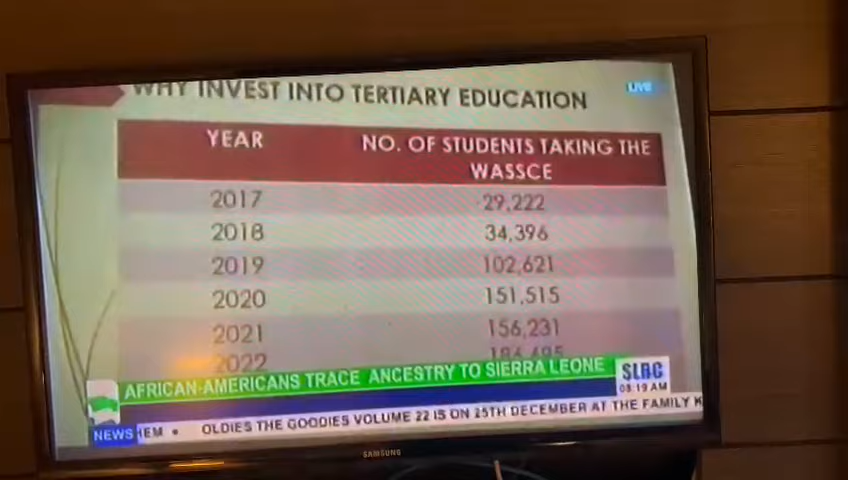 WHY INVEST INTO TERTIARY EDUCATION
LIVE
YEAR NO. OF STUDENTS TAKING THE
WASSCE
2017 29,222
2018 34,396
2019 102,621
2020 151,515
2021 156,231
2022
AFRICAN-AMERICANS TRACE ANCESTRY TO SIERRA LEONE
SLBC
08:19 AM
NEWS IEM • OLDIES THE GOODIES VOLUME 22 IS ON 25TH DECEMBER AT THE FAMILY K
SAMSUNG